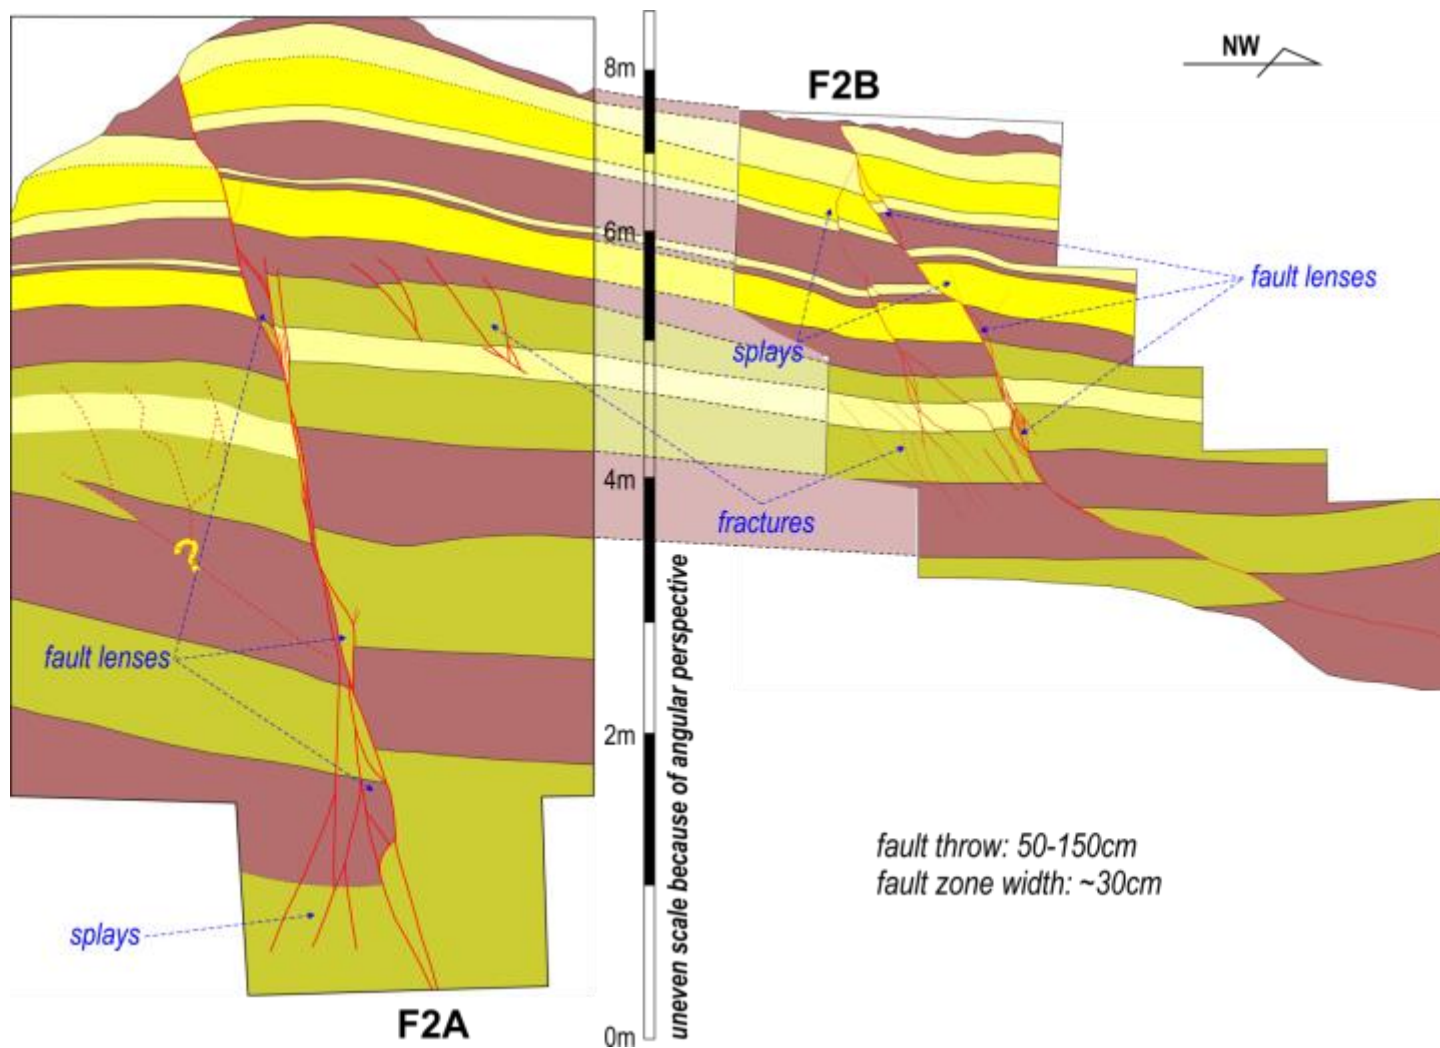 NW
8m
F2B
6m
fault lenses
splays
4m
fractures
?
fault lenses
2m
uneven scale because of angular perspective
fault throw: 50-150cm
fault zone width: ~30cm
splays
F2A
0m